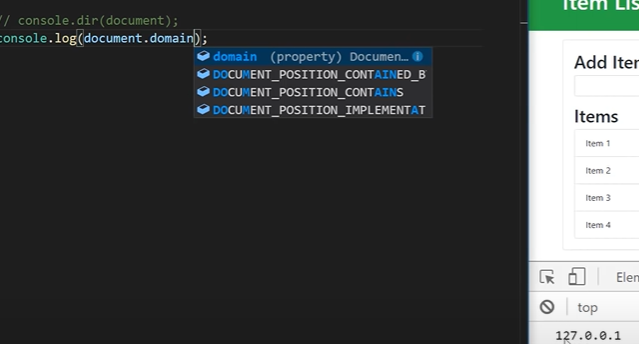 // console.dir(document);
console.log(document.domain);
domain (property) Documen…
DOCUMENT_POSITION_CONTAINED_B
DOCUMENT_POSITION_CONTAINS
DOCUMENT_POSITION_IMPLEMENTAT
Item Lis
Add Iter
Items
Item 1
Item 2
Item 3
Item 4
Elen
top
127.0.0.1